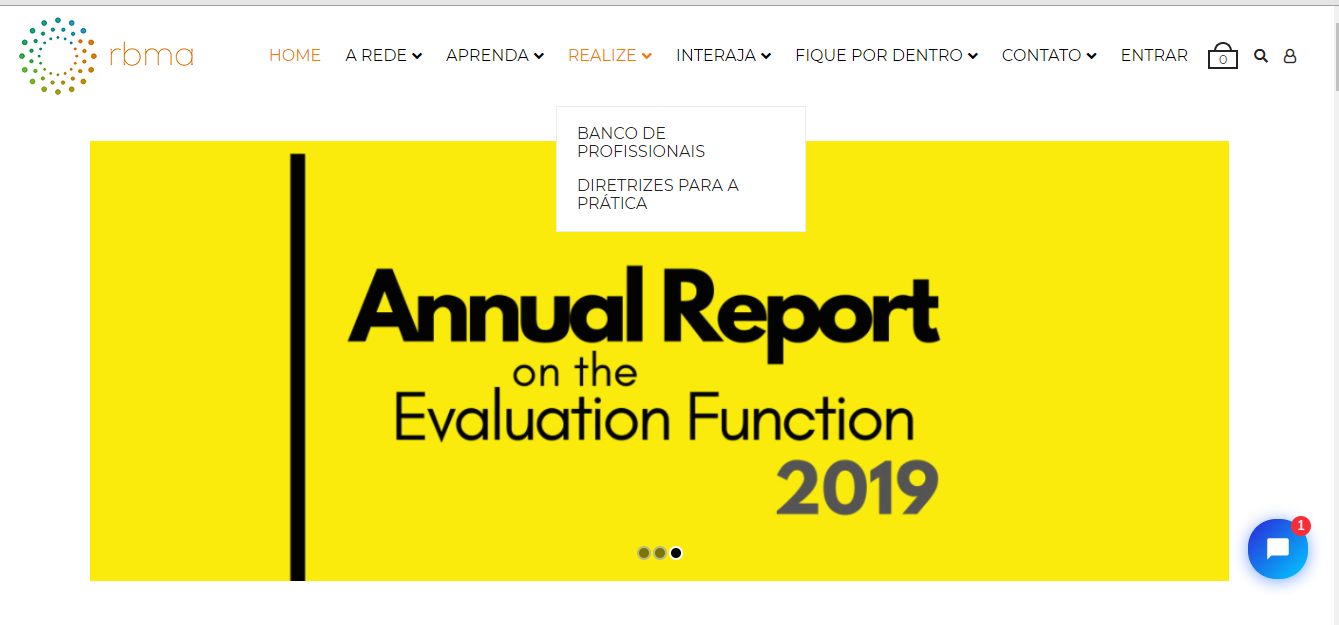 rbma
HOME A REDE APRENDA REALIZE INTERAJA FIQUE POR DENTRO CONTATO ENTRAR 0
BANCO DE
PROFISSIONAIS
DIRETRIZES PARA A
PRÁTICA
Annual Report
on the
Evaluation Function
2019
1